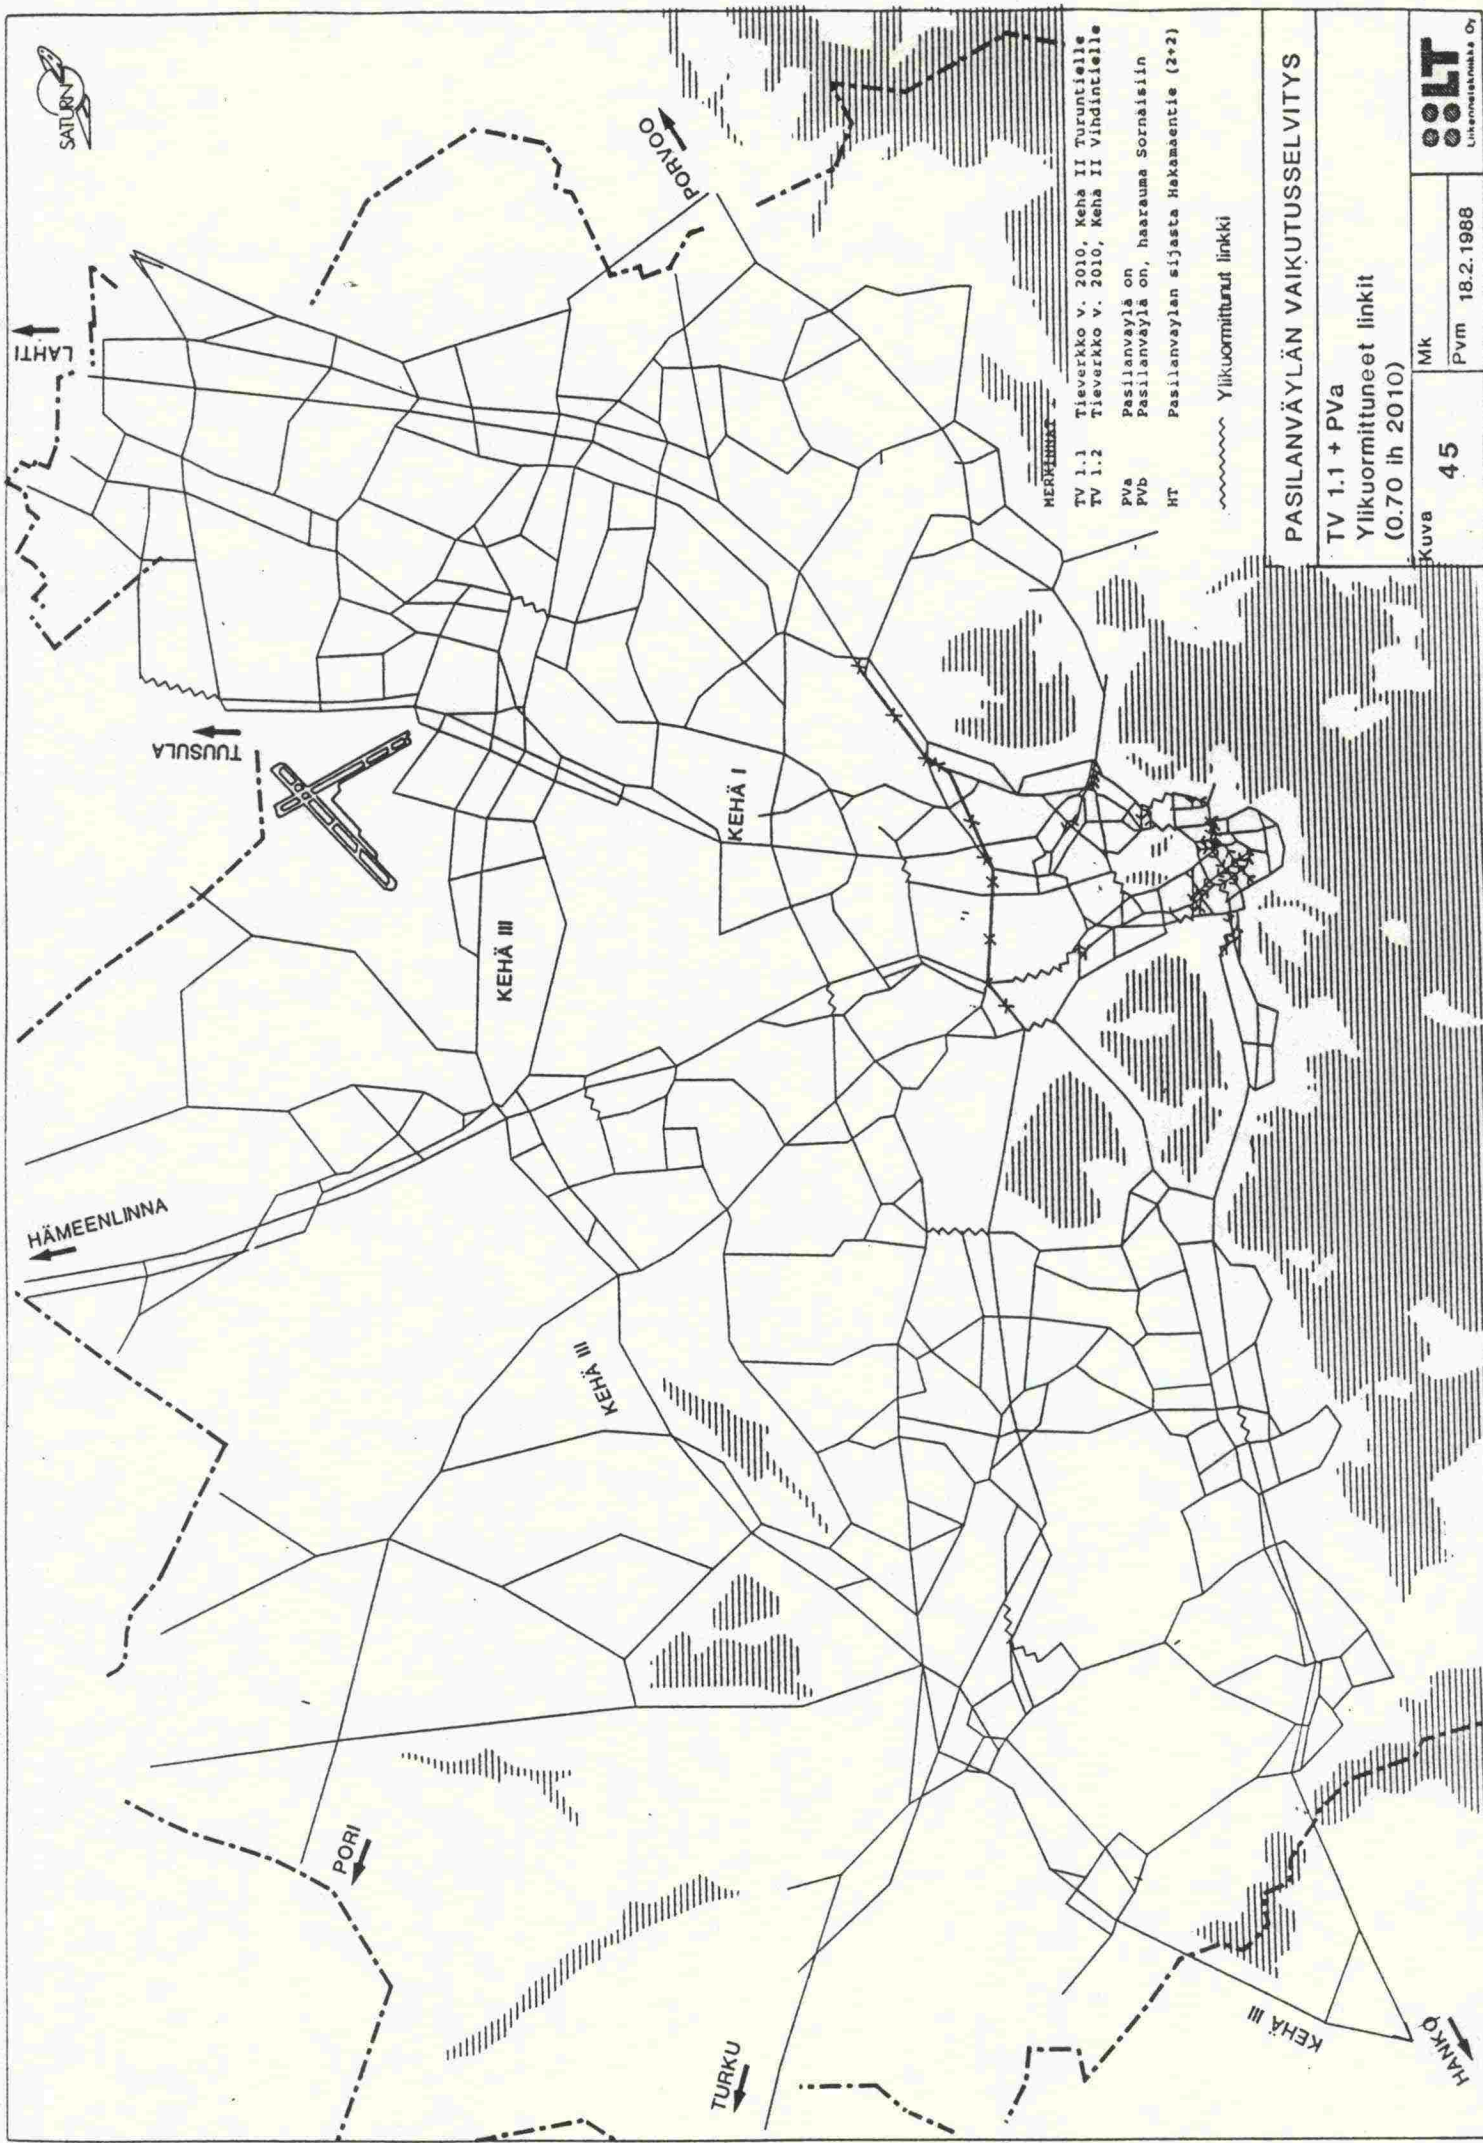 SATURN
LAHTI
TUUSULA
PORVOO
HÄMEENLINNA
KEHÄ III
KEHÄ I
KEHÄ III
PORI
TURKU
KEHÄ III
HANKO
MERKINNÄT
TV 1.1 Tieverkko v. 2010, Kehä II Turuntielle
TV 1.2 Tieverkko v. 2010, Kehä II Vihdintielle
PVa Pasilanväylä on
PVb Pasilanväylä on, haarauma Sörnäisiin
HT Pasilanväylän sijasta Hakamäentie (2+2)
Ylikuormittunut linkki
PASILANVÄYLÄN VAIKUTUSSELVITYS
TV 1.1 + PVa
Ylikuormittuneet linkit
(0.70 ih 2010)
Kuva 45
Mk
Pvm 18.2.1988
LT
Liikennetekniikka Oy